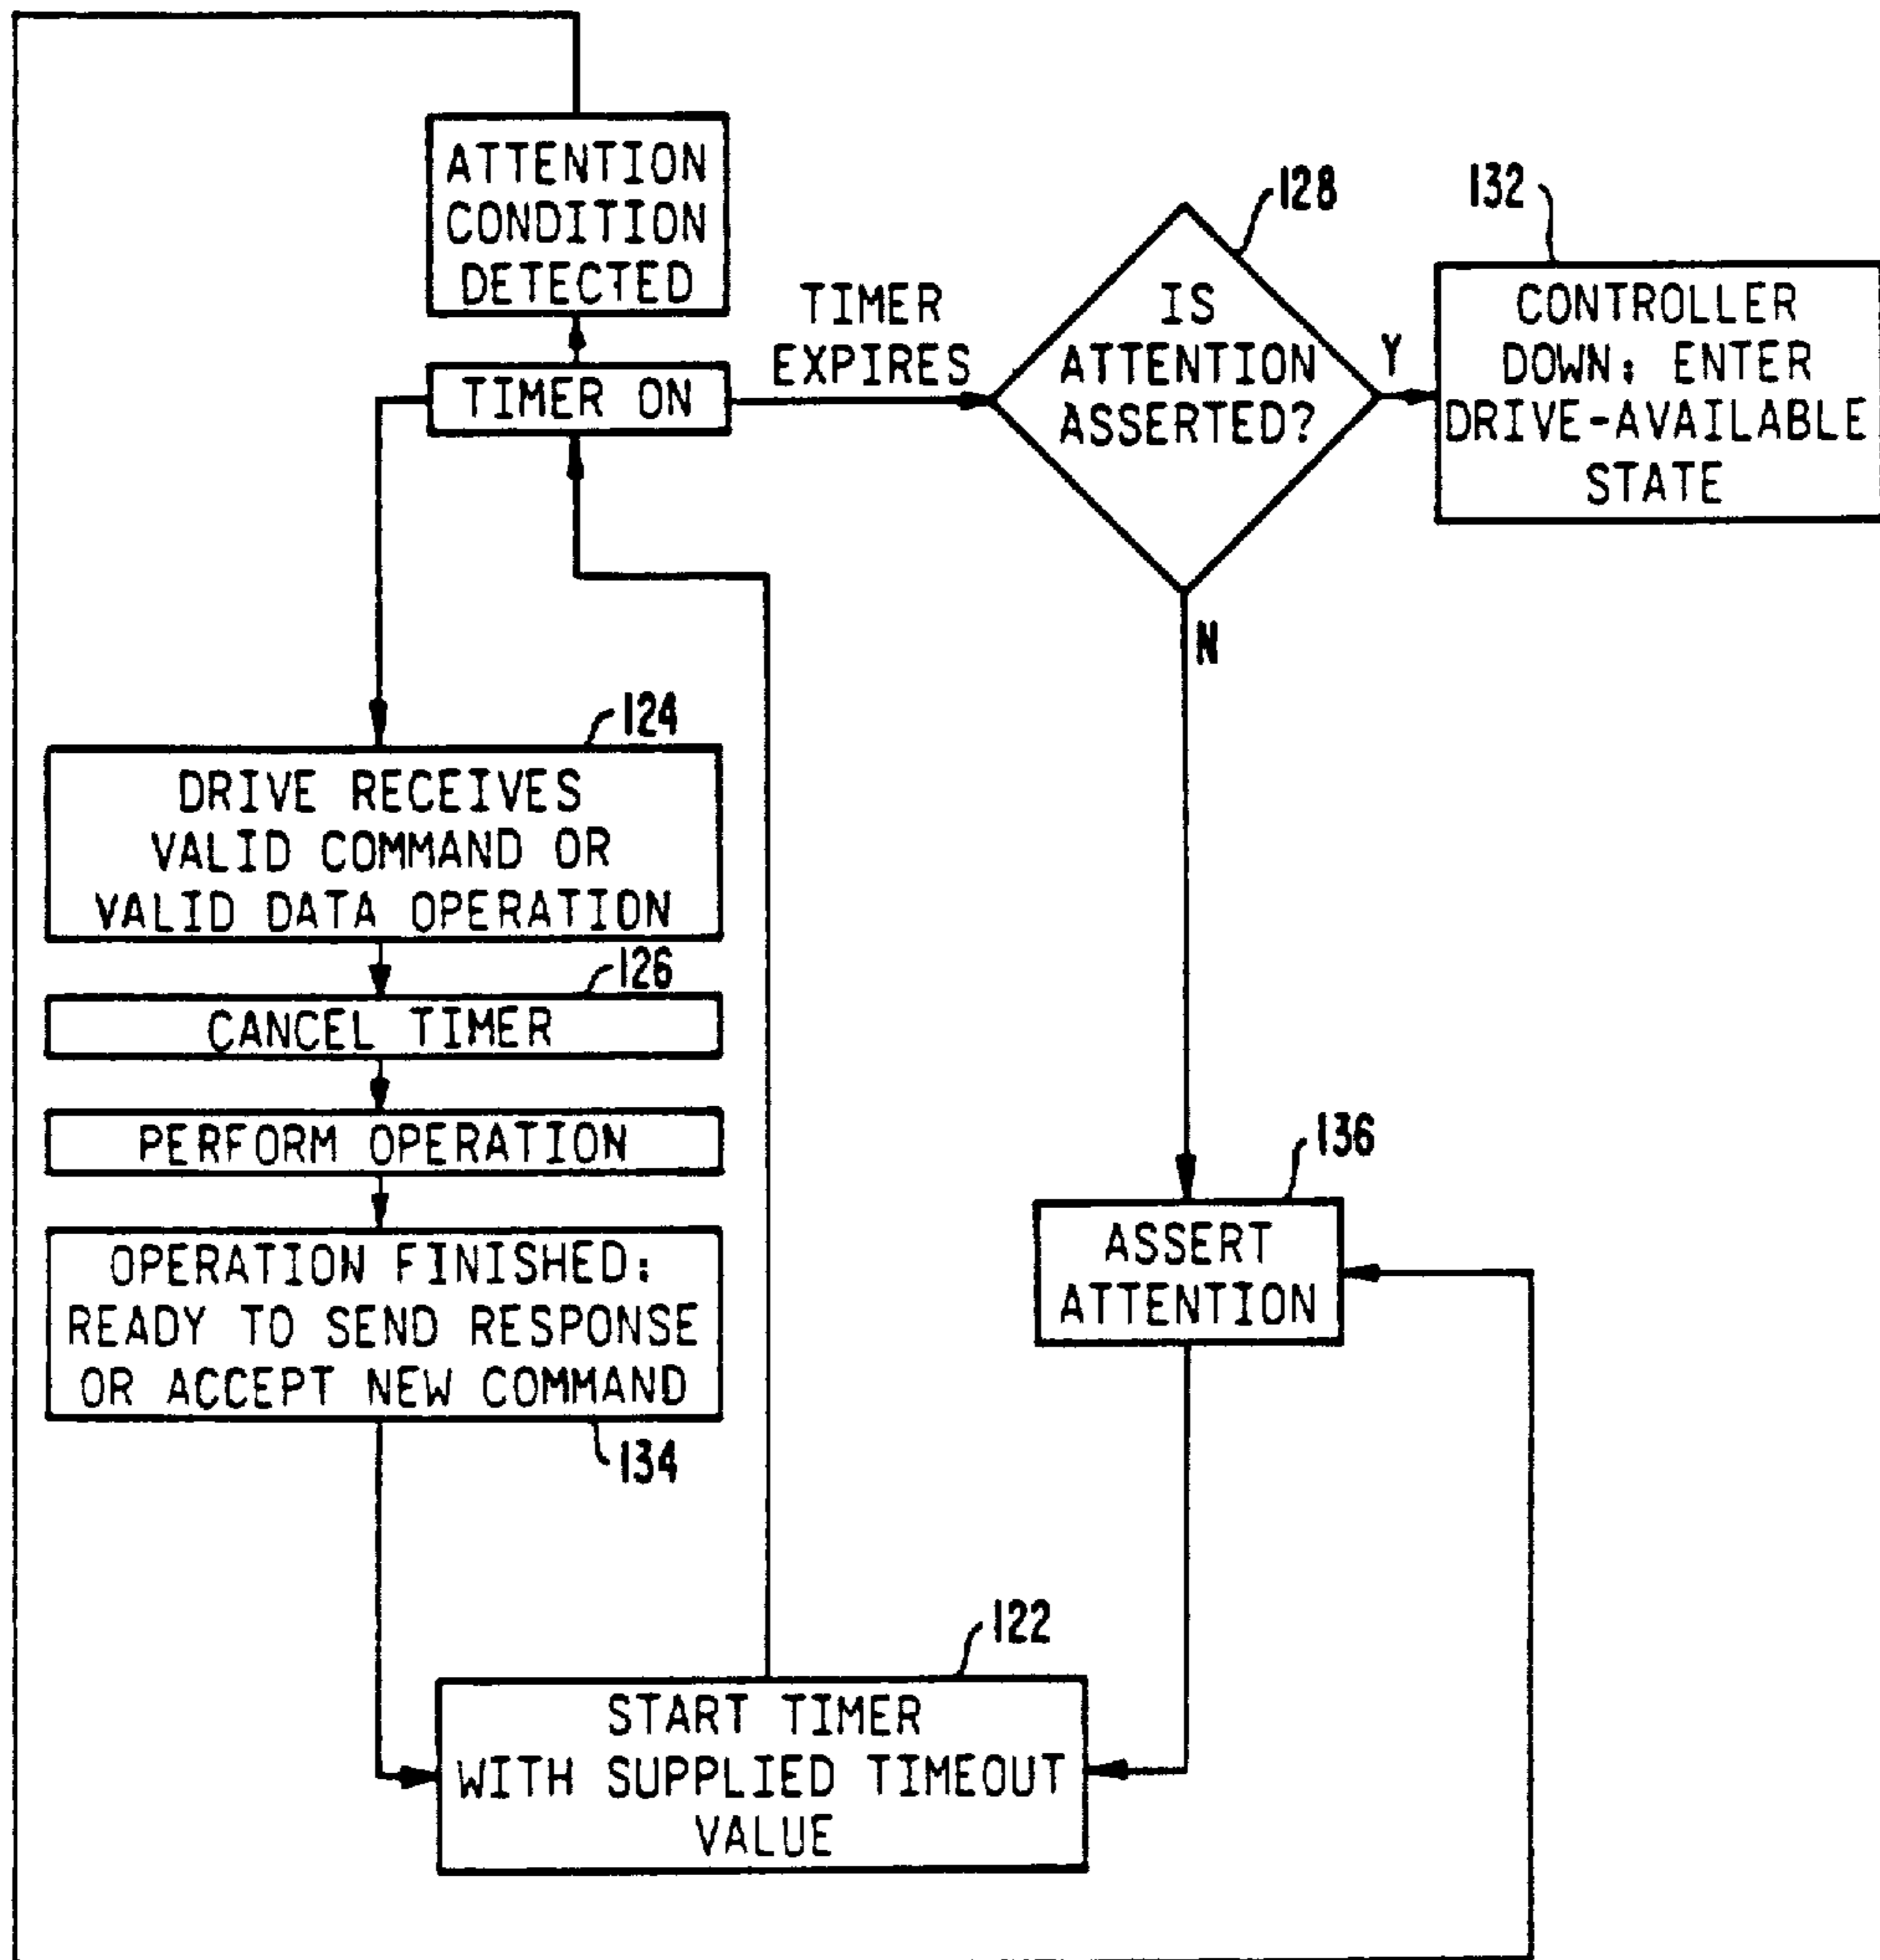 ATTENTION
CONDITION
DETECTED
TIMER ON
TIMER
EXPIRES
128
IS
ATTENTION
ASSERTED?
Y
N
132
CONTROLLER
DOWN: ENTER
DRIVE-AVAILABLE
STATE
124
DRIVE RECEIVES
VALID COMMAND OR
VALID DATA OPERATION
126
CANCEL TIMER
PERFORM OPERATION
OPERATION FINISHED:
READY TO SEND RESPONSE
OR ACCEPT NEW COMMAND
134
136
ASSERT
ATTENTION
122
START TIMER
WITH SUPPLIED TIMEOUT
VALUE